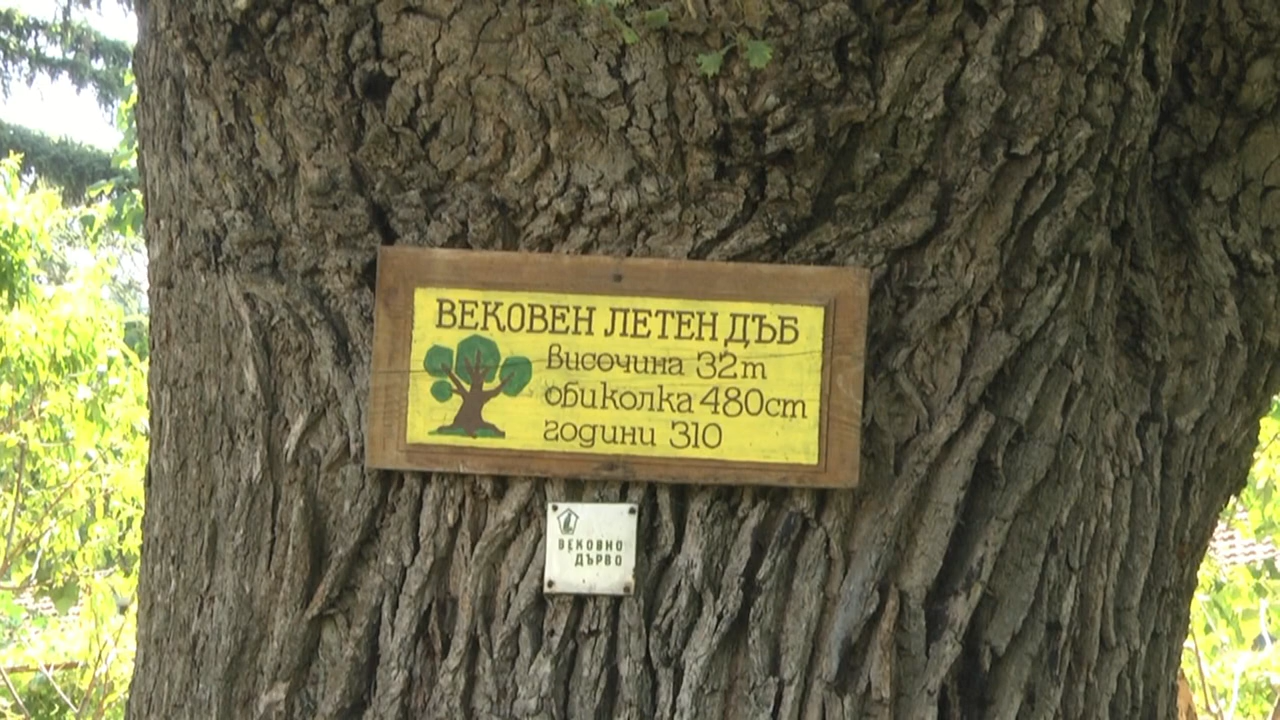 ВЕКОВЕН ЛЕТЕН ДЪБ
височина 32m
обиколка 480cm
години 310
ВЕКОВНО
ДЪРВО